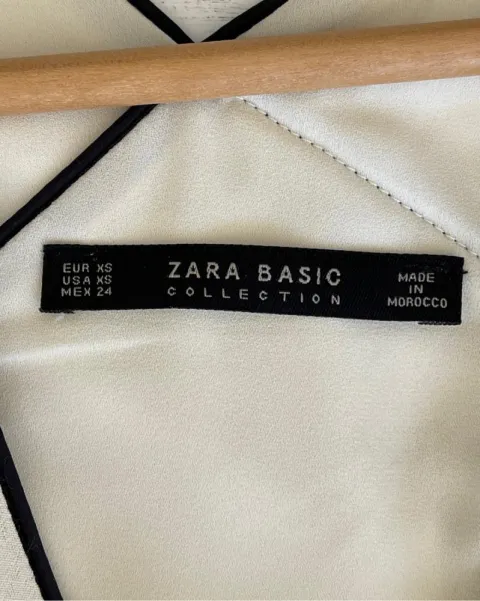 EUR XS
USA XS
MEX 24
ZARA BASIC
COLLECTION
MADE
IN
MOROCCO